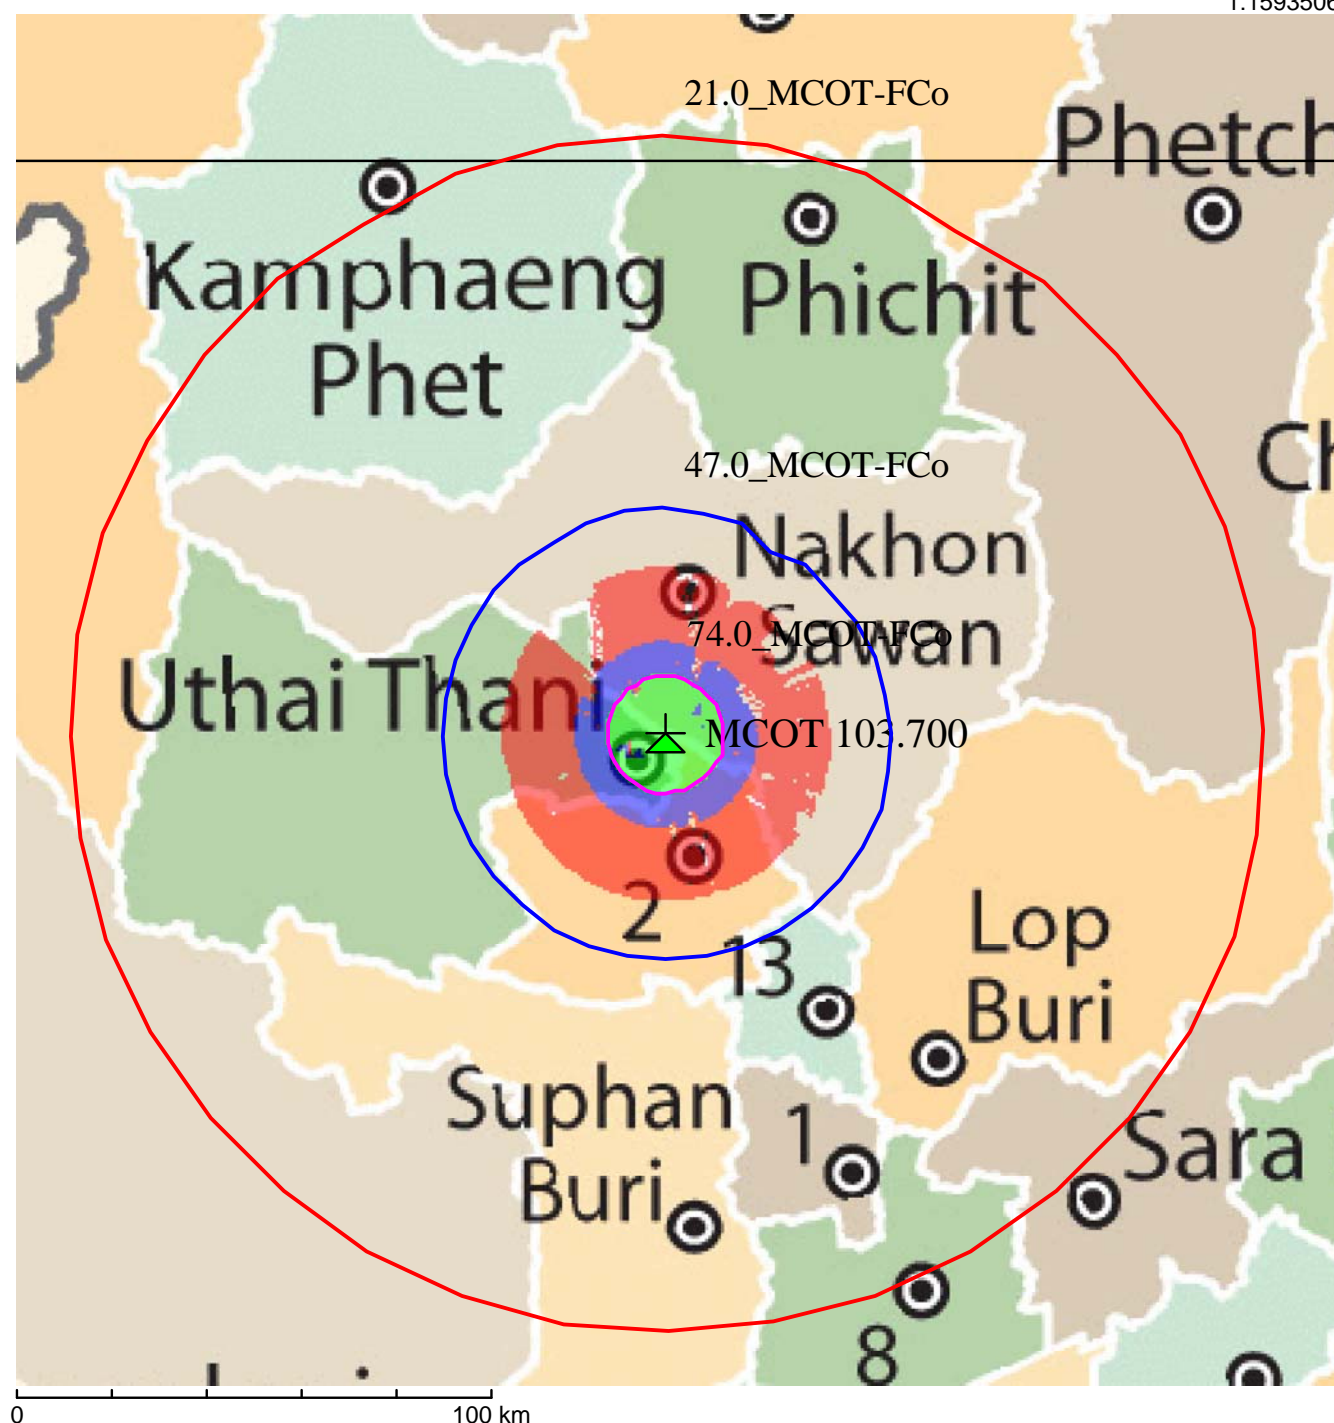 1.1593506
21.0_MCOT-FCo
Phetch
Kamphaeng
Phet
Phichit
Ch
47.0_MCOT-FCo
Nakhon
Sawan
74.0_MCOT-FCo
Uthai Thani
MCOT 103.700
2
13
Lop
Buri
Suphan
Buri
1
Sara
8
0
100 km